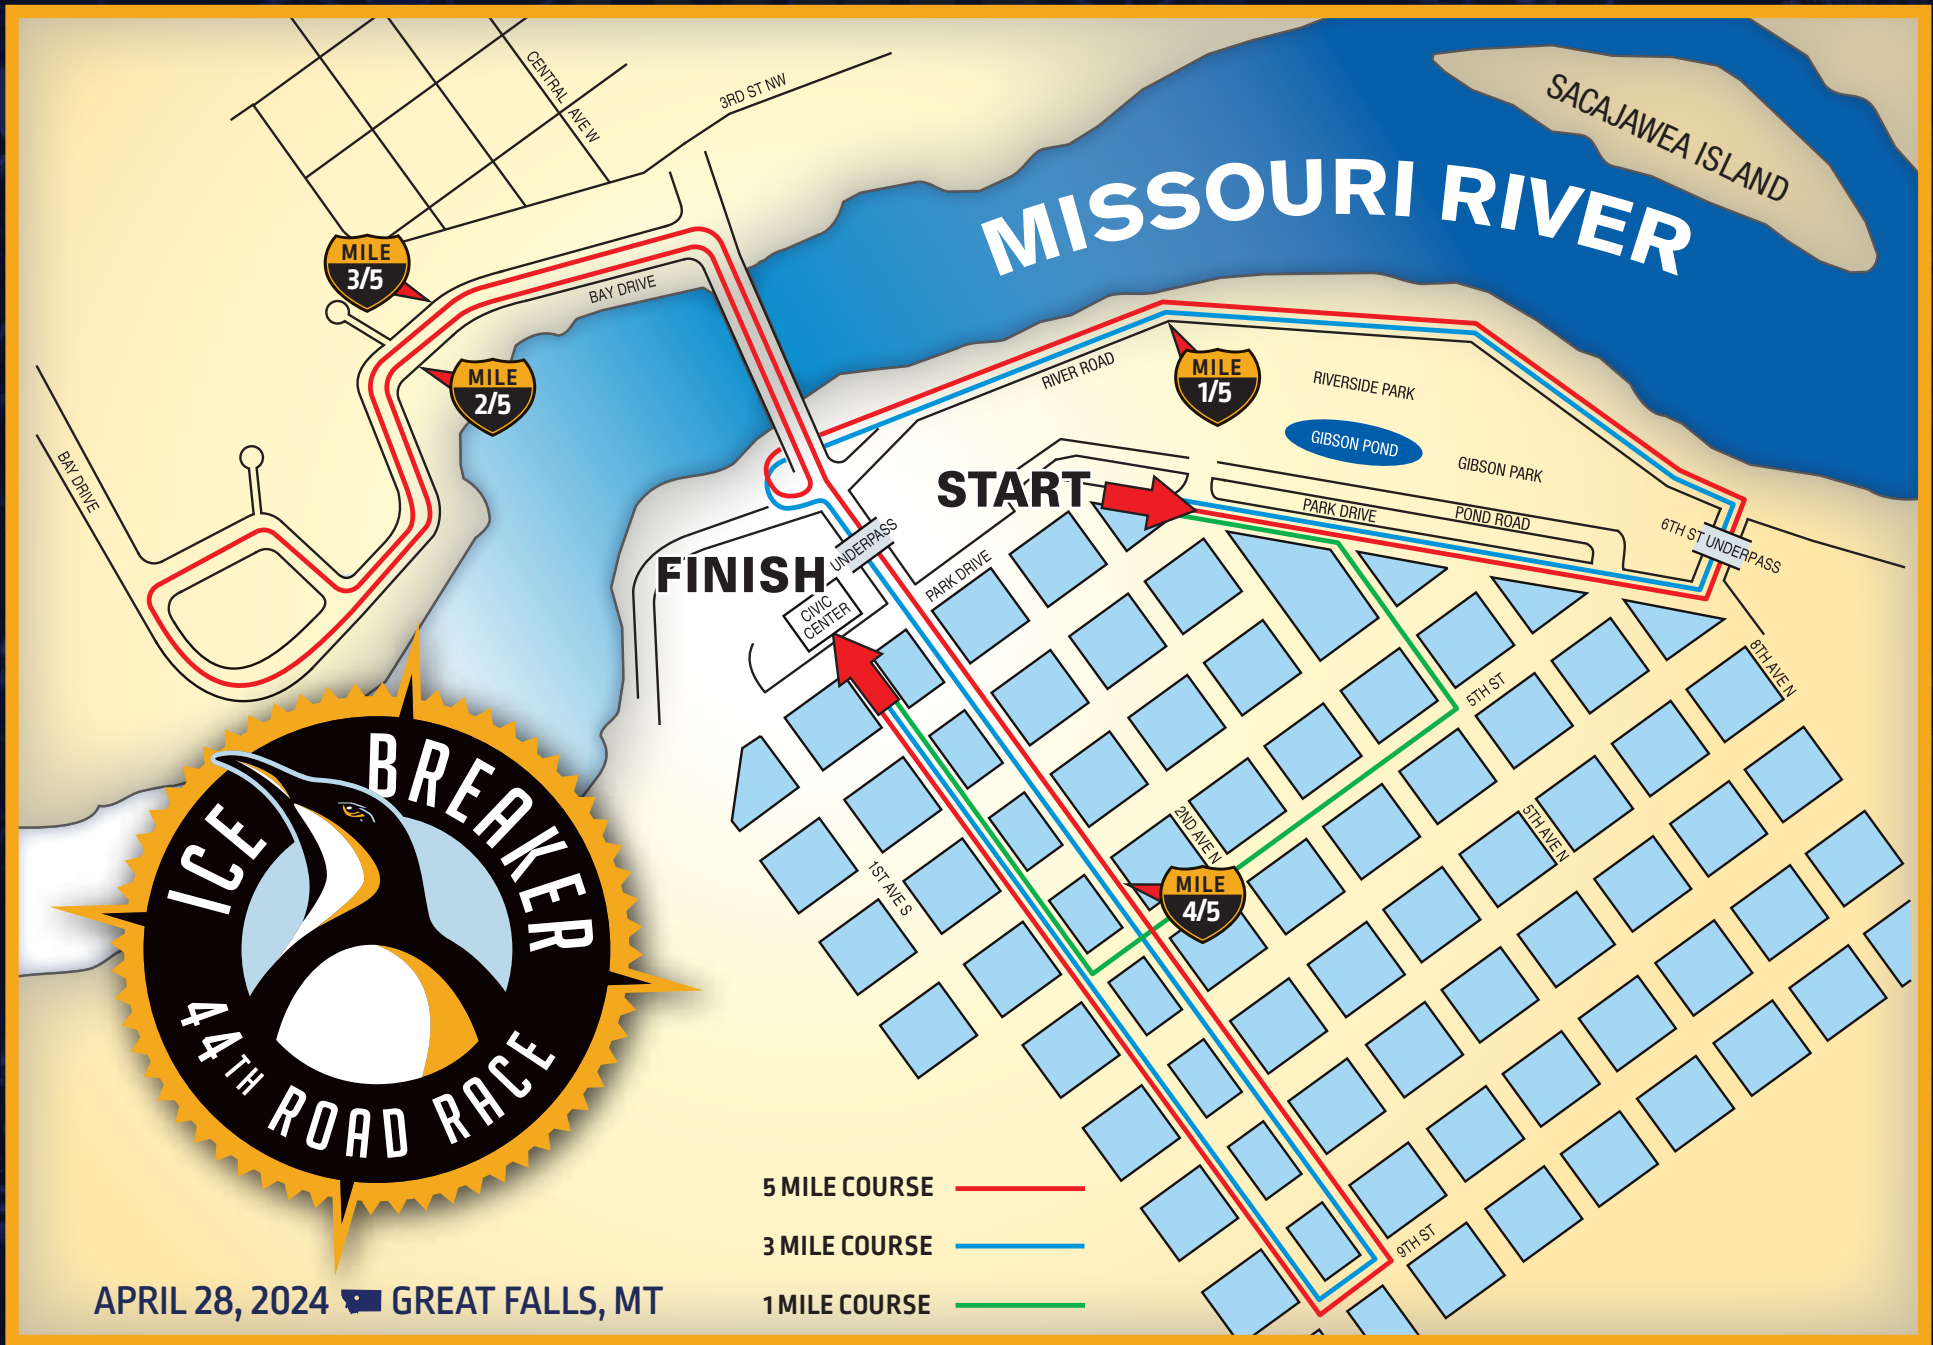 CENTRAL AVE W
3RD ST NW
SACAJAWEA ISLAND
MISSOURI RIVER
MILE
3/5
BAY DRIVE
MILE
2/5
RIVER ROAD
MILE
1/5
RIVERSIDE PARK
GIBSON POND
GIBSON PARK
BAY DRIVE
START
PARK DRIVE
POND ROAD
6TH ST UNDERPASS
UNDERPASS
FINISH
PARK DRIVE
CIVIC
CENTER
8TH AVE N
5TH ST
2ND AVE N
5TH AVE N
1ST AVE S
MILE
4/5
9TH ST
ICE BREAKER
44TH ROAD RACE
5 MILE COURSE
3 MILE COURSE
1 MILE COURSE
APRIL 28, 2024 GREAT FALLS, MT